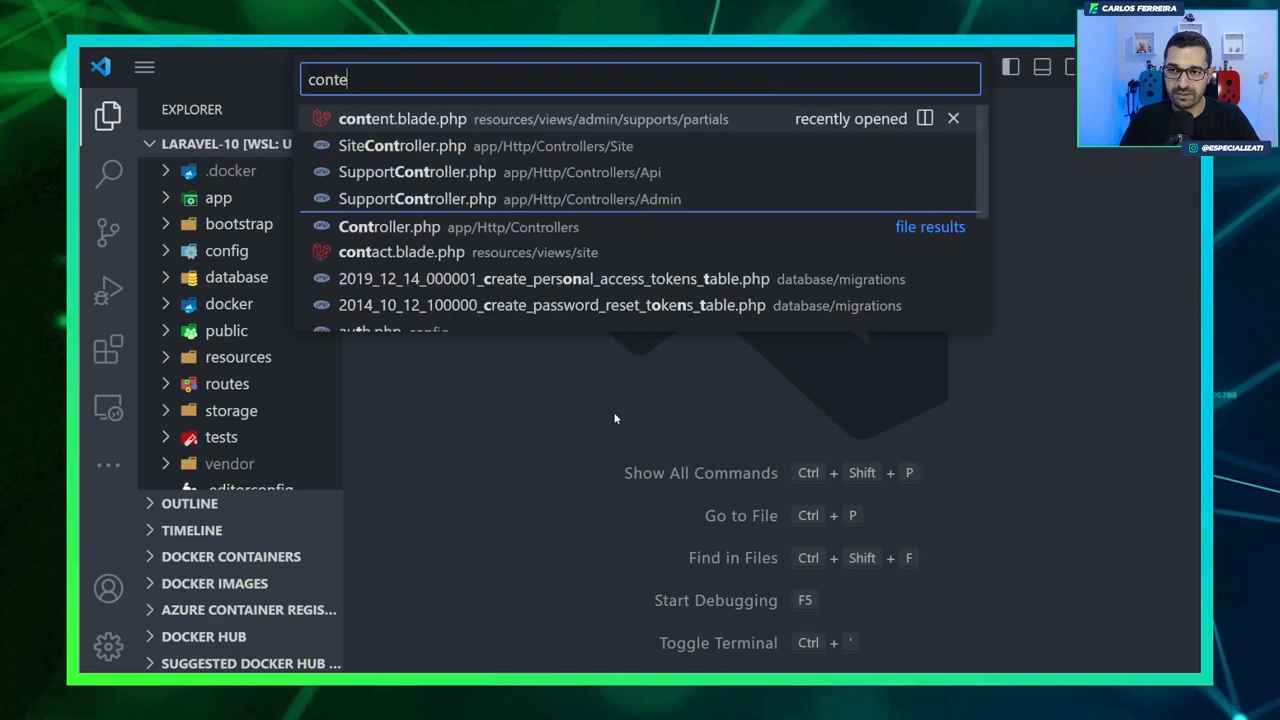 CARLOS FERREIRA
@ESPECIALIZATI
conte
EXPLORER
LARAVEL-10 [WSL: U
.docker
app
bootstrap
config
database
docker
public
resources
routes
storage
tests
vendor
.editorconfig
OUTLINE
TIMELINE
DOCKER CONTAINERS
DOCKER IMAGES
AZURE CONTAINER REGIS...
DOCKER HUB
SUGGESTED DOCKER HUB ...
content.blade.php resources/views/admin/supports/partials recently opened
SiteController.php app/Http/Controllers/Site
SupportController.php app/Http/Controllers/Api
SupportController.php app/Http/Controllers/Admin
Controller.php app/Http/Controllers file results
contact.blade.php resources/views/site
2019_12_14_000001_create_personal_access_tokens_table.php database/migrations
2014_10_12_100000_create_password_reset_tokens_table.php database/migrations
auth.php config
Show All Commands Ctrl + Shift + P
Go to File Ctrl + P
Find in Files Ctrl + Shift + F
Start Debugging F5
Toggle Terminal Ctrl + '